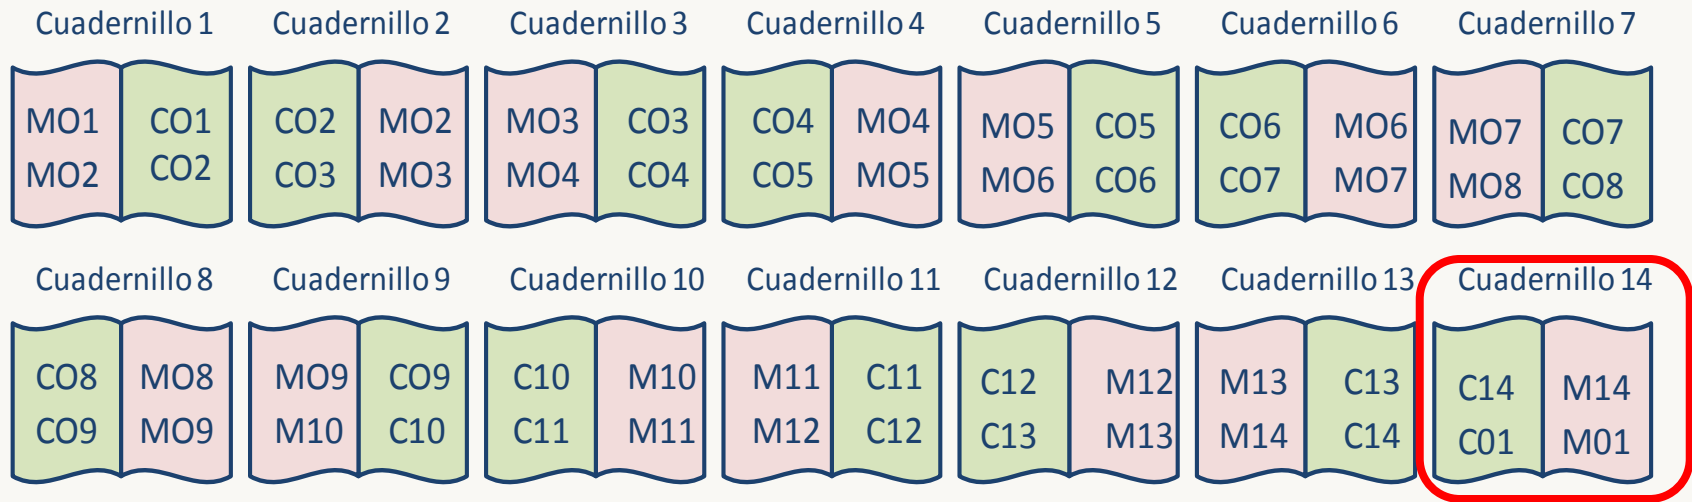 Cuadernillo 1 Cuadernillo 2 Cuadernillo 3 Cuadernillo 4 Cuadernillo 5 Cuadernillo 6 Cuadernillo 7
MO1 CO1 CO2 MO2 MO3 CO3 CO4 MO4 MO5 CO5 CO6 MO6 MO7 CO7
MO2 CO2 CO3 MO3 MO4 CO4 CO5 MO5 MO6 CO6 CO7 MO7 MO8 CO8
Cuadernillo 8 Cuadernillo 9 Cuadernillo 10 Cuadernillo 11 Cuadernillo 12 Cuadernillo 13 Cuadernillo 14
CO8 MO8 MO9 CO9 C10 M10 M11 C11 C12 M12 M13 C13 C14 M14
CO9 MO9 M10 C10 C11 M11 M12 C12 C13 M13 M14 C14 C01 M01